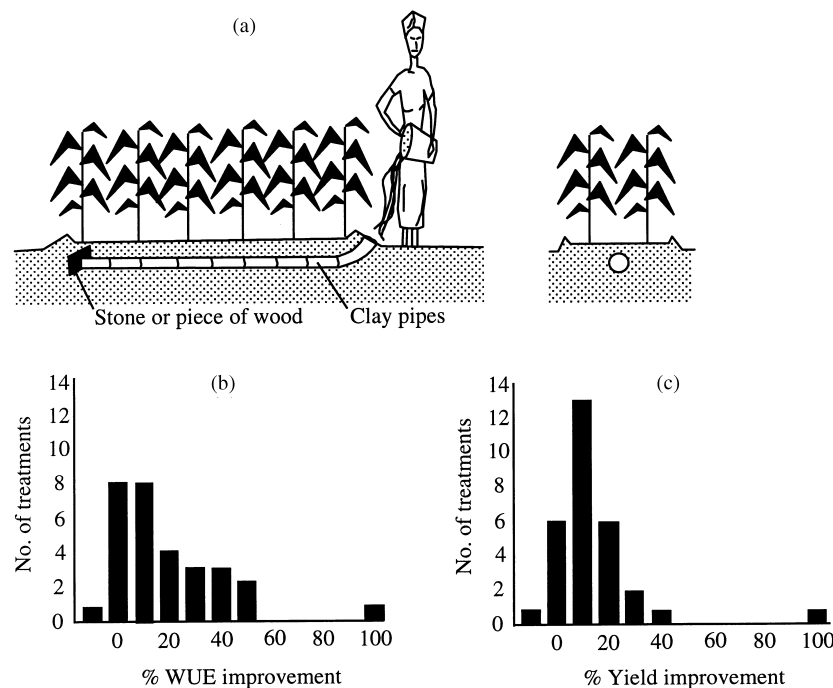 (a)
Stone or piece of wood
Clay pipes
(b)
14
12
10
8
6
4
2
0
No. of treatments
0 20 40 60 80 100
% WUE improvement
(c)
14
12
10
8
6
4
2
0
No. of treatments
0 20 40 60 80 100
% Yield improvement